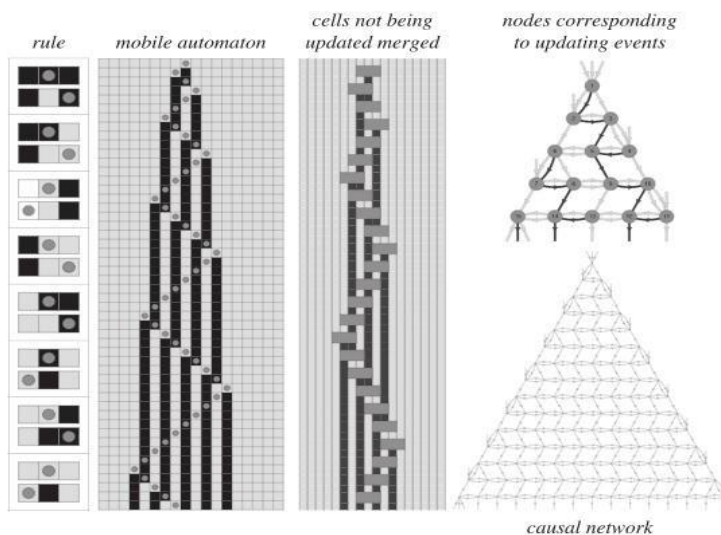 rule
mobile automaton
cells not being
updated merged
nodes corresponding
to updating events
causal network